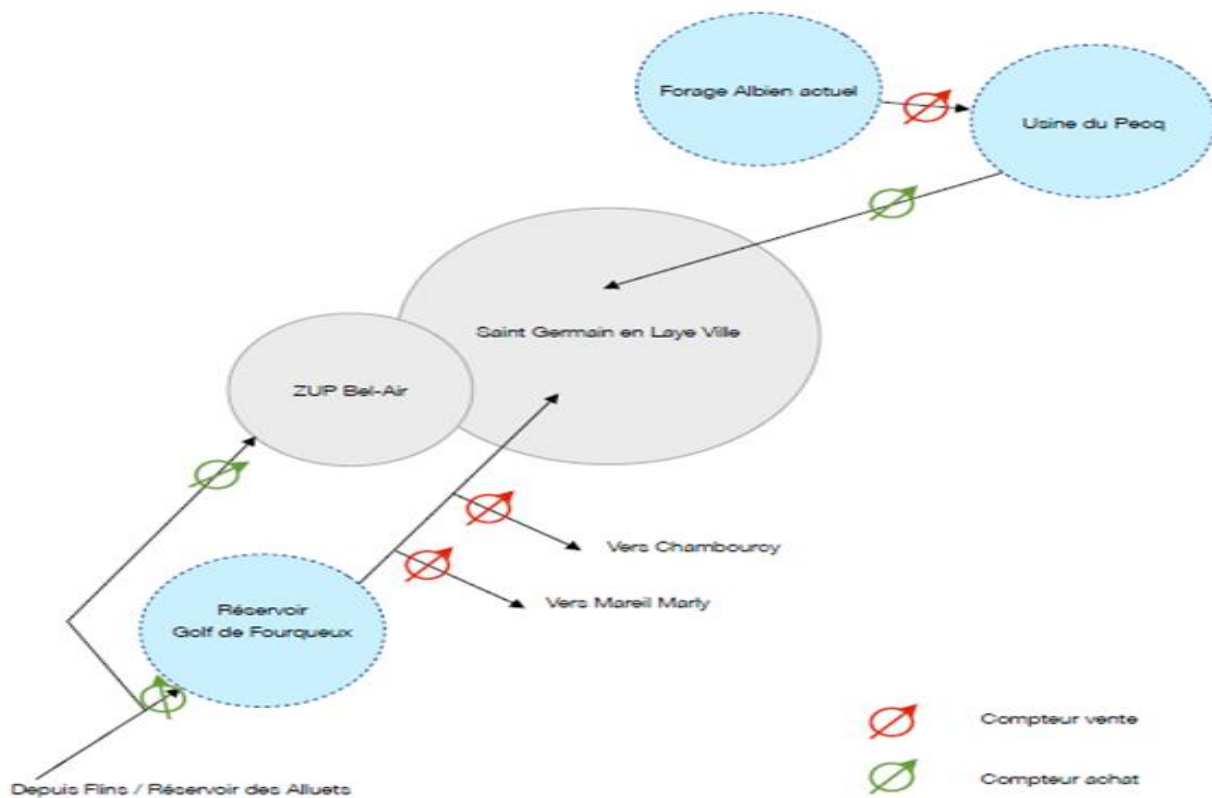 Forage Albien actuel
Usine du Pecq
Saint Germain en Laye Ville
ZUP Bel-Air
Vers Chambourcy
Vers Mareil Marly
Réservoir
Golf de Fourqueux
Depuis Flins / Réservoir des Alluets
Compteur vente
Compteur achat